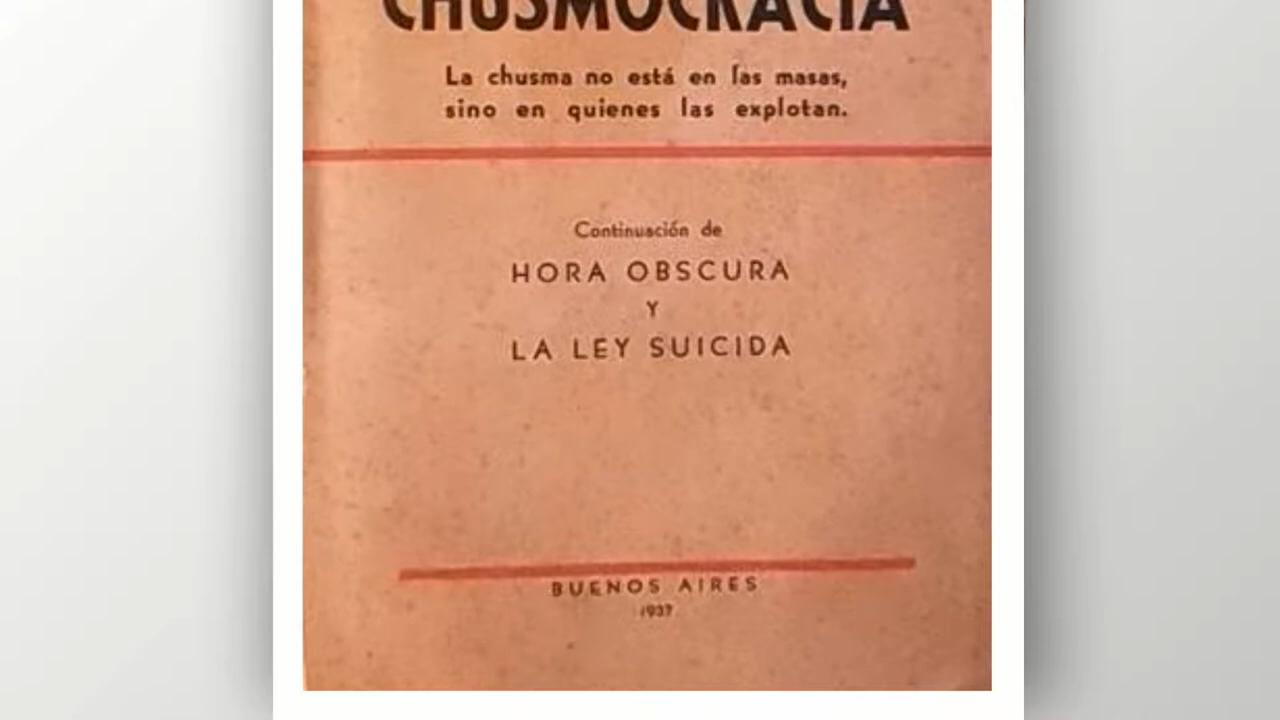 CHUSMOCRACIA
La chusma no está en las masas,
sino en quienes las explotan.
Continuación de
HORA OBSCURA
Y
LA LEY SUICIDA
BUENOS AIRES
1937